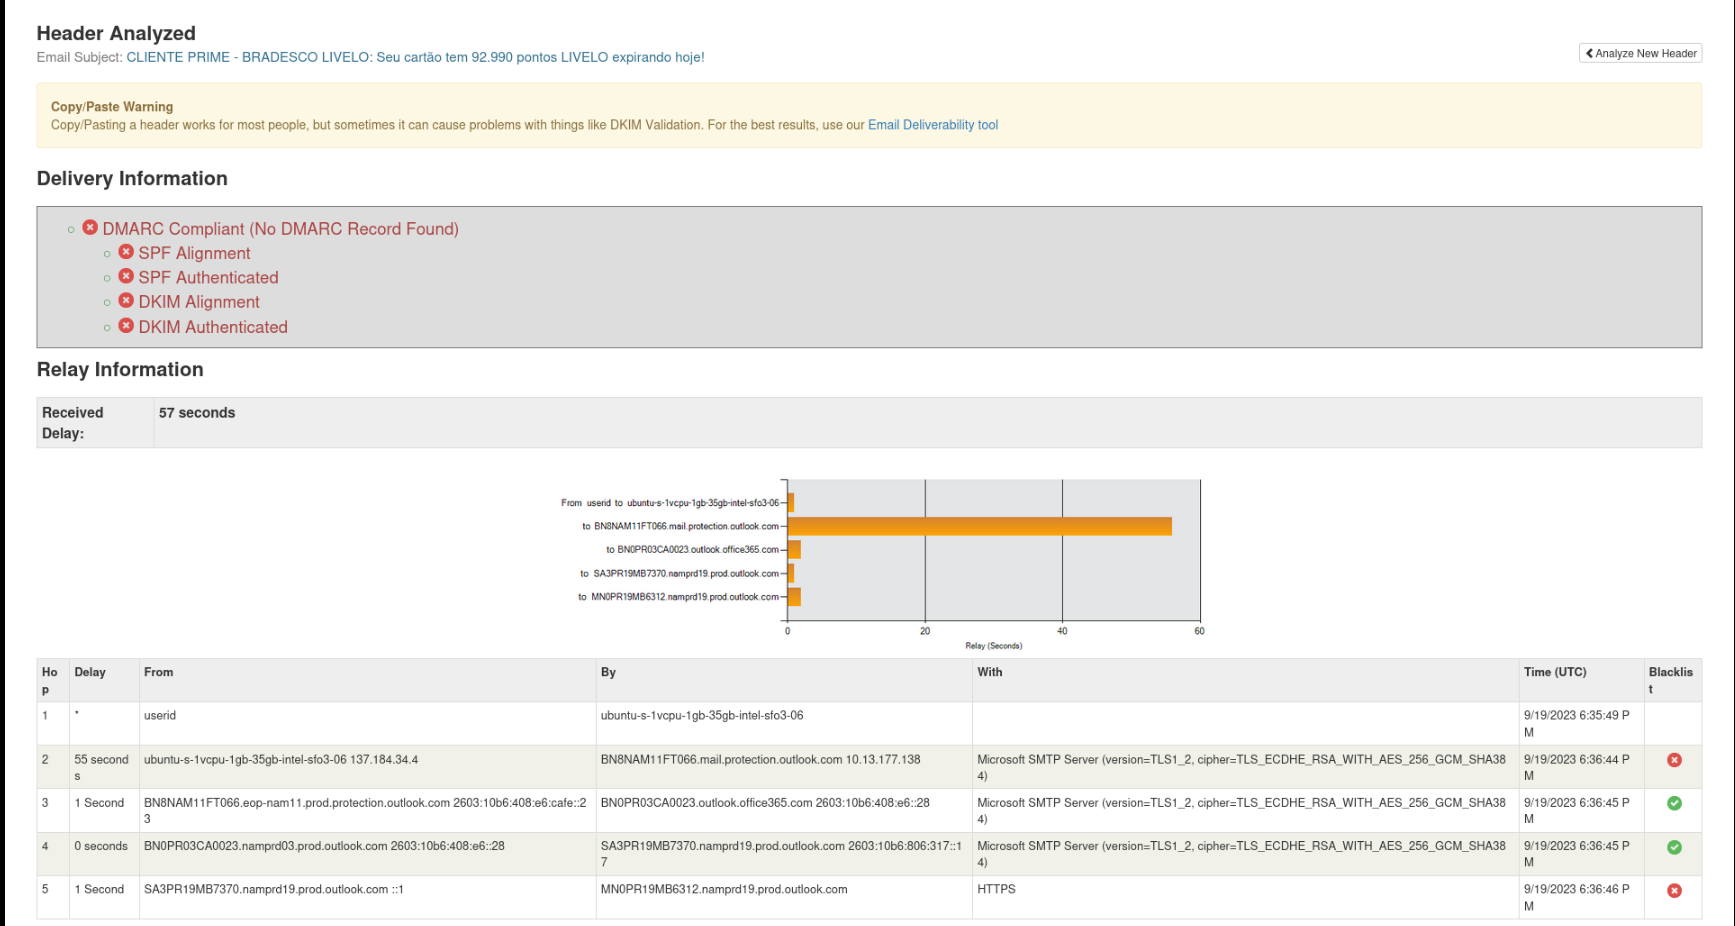 Header Analyzed
Email Subject: CLIENTE PRIME - BRADESCO LIVELO: Seu cartão tem 92.990 pontos LIVELO expirando hoje!
Analyze New Header
Copy/Paste Warning
Copy/Pasting a header works for most people, but sometimes it can cause problems with things like DKIM Validation. For the best results, use our Email Deliverability tool
Delivery Information
DMARC Compliant (No DMARC Record Found)
SPF Alignment
SPF Authenticated
DKIM Alignment
DKIM Authenticated
Relay Information
Received
Delay:
57 seconds
From userid to ubuntu-s-1vcpu-1gb-35gb-intel-sfo3-06
to BN8NAM11FT066.mail.protection.outlook.com
to BN0PR03CA0023.outlook.office365.com
to SA3PR19MB7370.namprd19.prod.outlook.com
to MN0PR19MB6312.namprd19.prod.outlook.com
0 20 40 60
Relay (Seconds)
Ho
p
Delay
From
By
With
Time (UTC)
Blacklis
t
1
*
userid
ubuntu-s-1vcpu-1gb-35gb-intel-sfo3-06
9/19/2023 6:35:49 P
M
2
55 second
s
ubuntu-s-1vcpu-1gb-35gb-intel-sfo3-06 137.184.34.4
BN8NAM11FT066.mail.protection.outlook.com 10.13.177.138
Microsoft SMTP Server (version=TLS1_2, cipher=TLS_ECDHE_RSA_WITH_AES_256_GCM_SHA38
4)
9/19/2023 6:36:44 P
M
3
1 Second
BN8NAM11FT066.eop-nam11.prod.protection.outlook.com 2603:10b6:408:e6:cafe::2
3
BN0PR03CA0023.outlook.office365.com 2603:10b6:408:e6::28
Microsoft SMTP Server (version=TLS1_2, cipher=TLS_ECDHE_RSA_WITH_AES_256_GCM_SHA38
4)
9/19/2023 6:36:45 P
M
4
0 seconds
BN0PR03CA0023.namprd03.prod.outlook.com 2603:10b6:408:e6::28
SA3PR19MB7370.namprd19.prod.outlook.com 2603:10b6:806:317::1
7
Microsoft SMTP Server (version=TLS1_2, cipher=TLS_ECDHE_RSA_WITH_AES_256_GCM_SHA38
4)
9/19/2023 6:36:45 P
M
5
1 Second
SA3PR19MB7370.namprd19.prod.outlook.com ::1
MN0PR19MB6312.namprd19.prod.outlook.com
HTTPS
9/19/2023 6:36:46 P
M